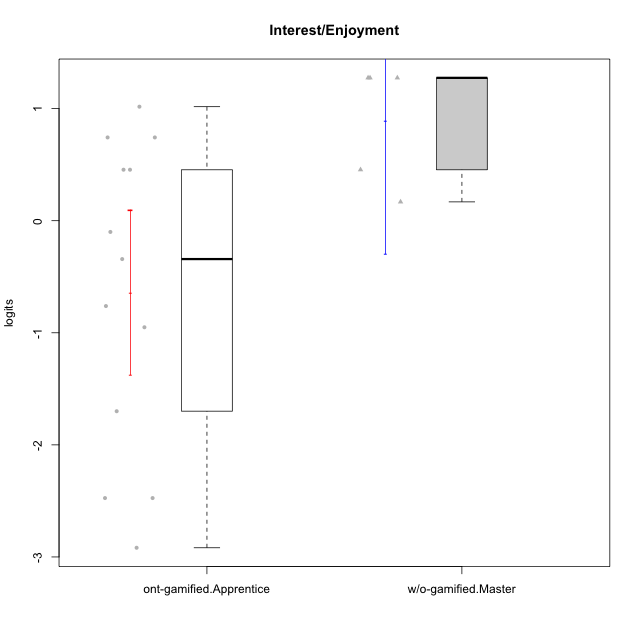 Interest/Enjoyment
logits
1
0
-1
-2
-3
ont-gamified.Apprentice
w/o-gamified.Master